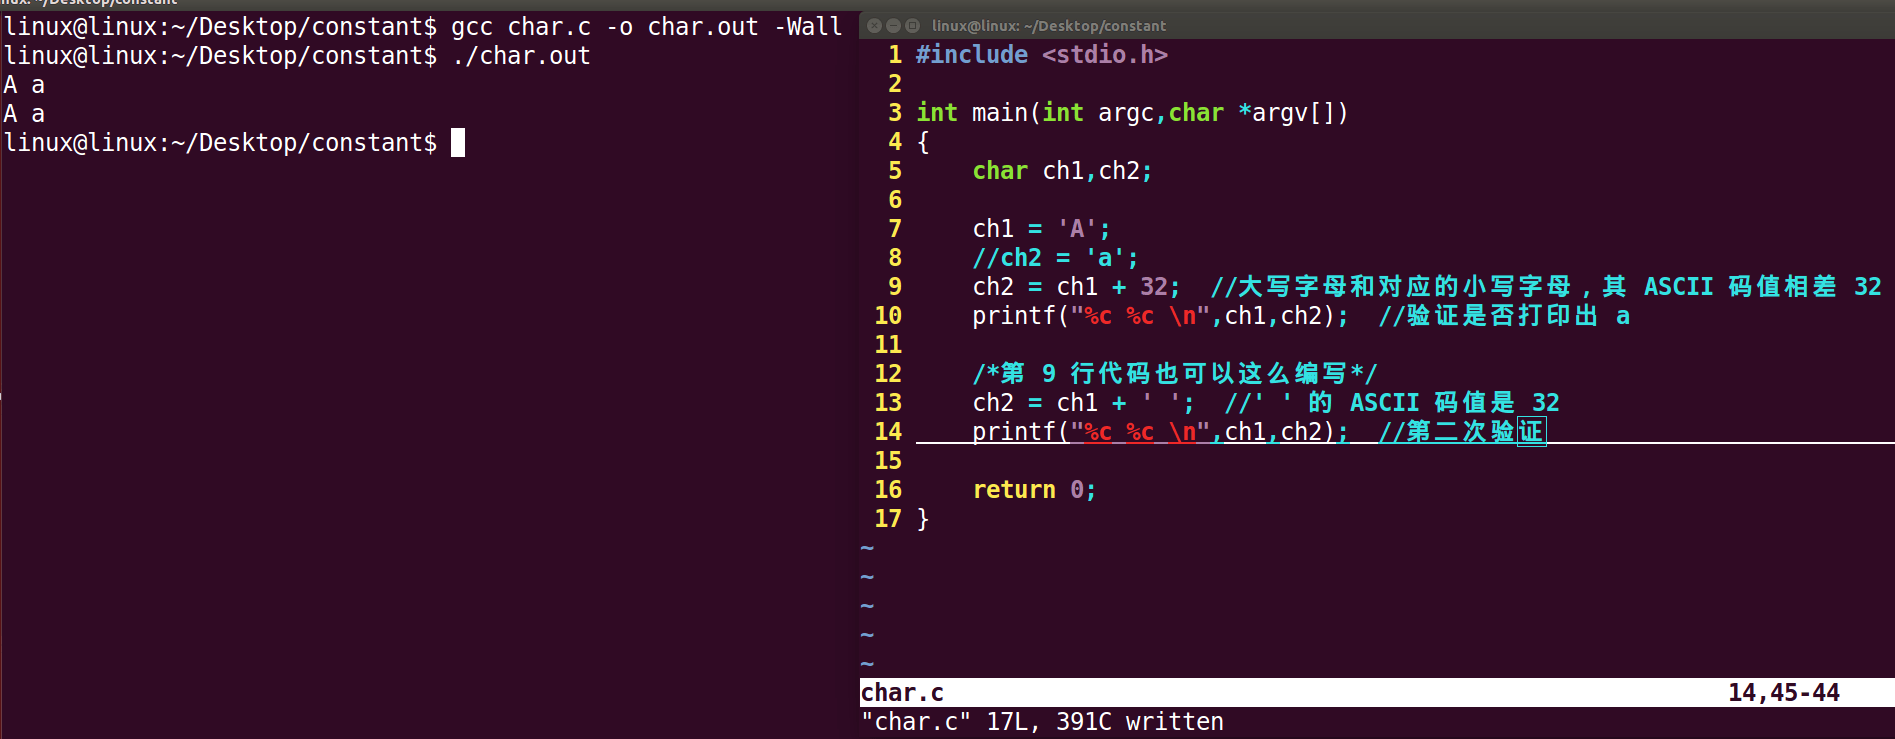 linux@linux:~/Desktop/constant$ gcc char.c -o char.out -Wall
linux@linux:~/Desktop/constant$ ./char.out
A a
A a
linux@linux:~/Desktop/constant$
linux@linux: ~/Desktop/constant
1 #include <stdio.h>
2
3 int main(int argc,char *argv[])
4 {
5     char ch1,ch2;
6
7     ch1 = 'A';
8     //ch2 = 'a';
9     ch2 = ch1 + 32;  //大写字母和对应的小写字母，其 ASCII 码值相差 32
10     printf("%c %c \n",ch1,ch2);  //验证是否打印出 a
11
12     /*第 9 行代码也可以这么编写*/
13     ch2 = ch1 + ' ';  //' ' 的 ASCII 码值是 32
14     printf("%c %c \n",ch1,ch2);  //第二次验证
15
16     return 0;
17 }
~
~
~
~
~
char.c 14,45-44
"char.c" 17L, 391C written